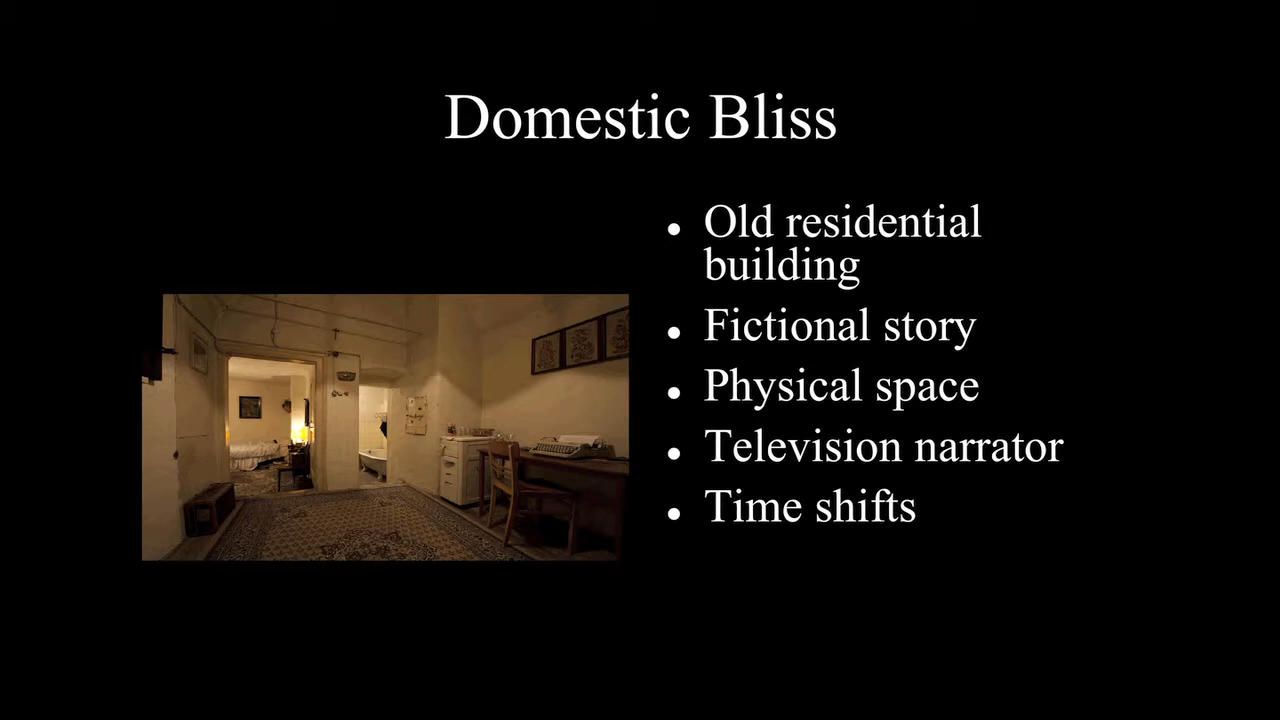 Domestic Bliss
● Old residential
building
● Fictional story
● Physical space
● Television narrator
● Time shifts